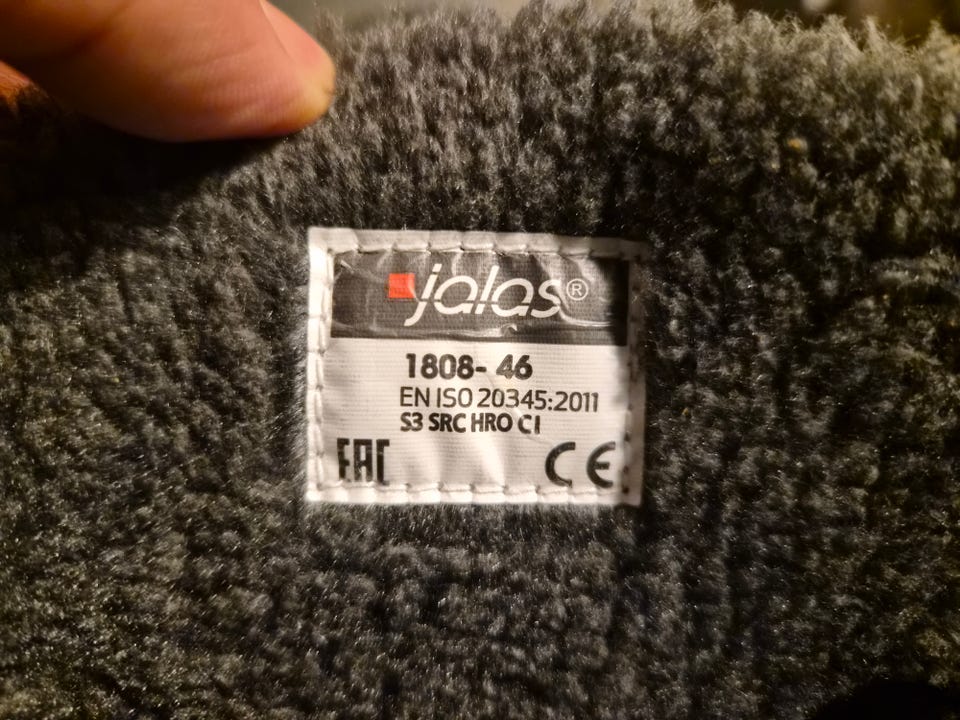 jalas®
1808- 46
EN ISO 20345:2011
S3 SRC HRO CI
EAC CE